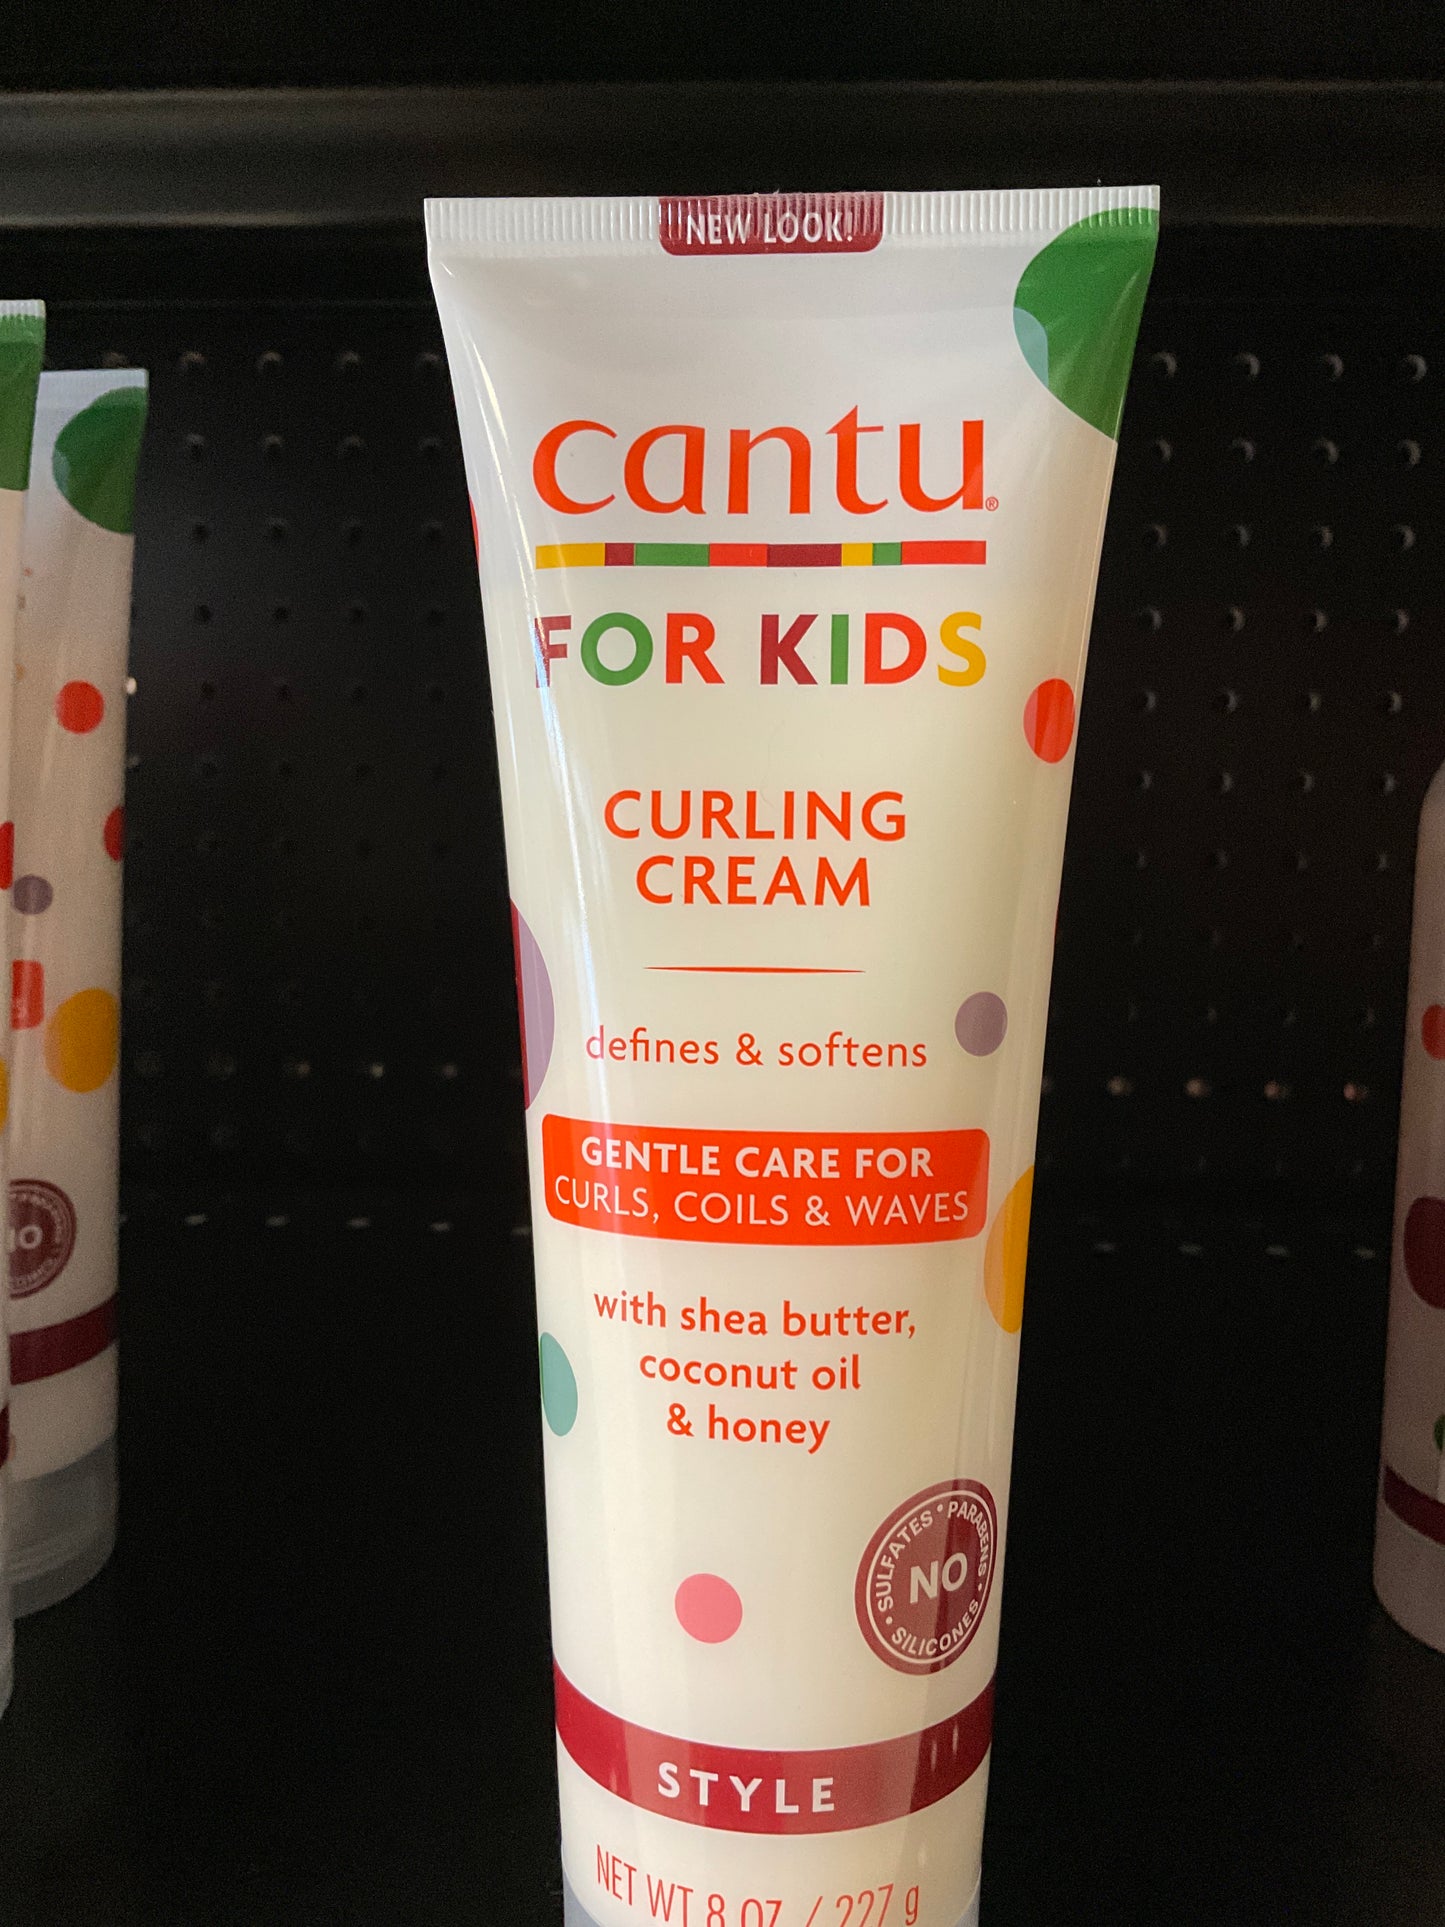 NEW LOOK!
cantu®
FOR KIDS
CURLING
CREAM
defines & softens
GENTLE CARE FOR
CURLS, COILS & WAVES
with shea butter,
coconut oil
& honey
SULFATES • PARABENS • SILICONES •
NO
STYLE
NET WT 8 OZ / 227 g